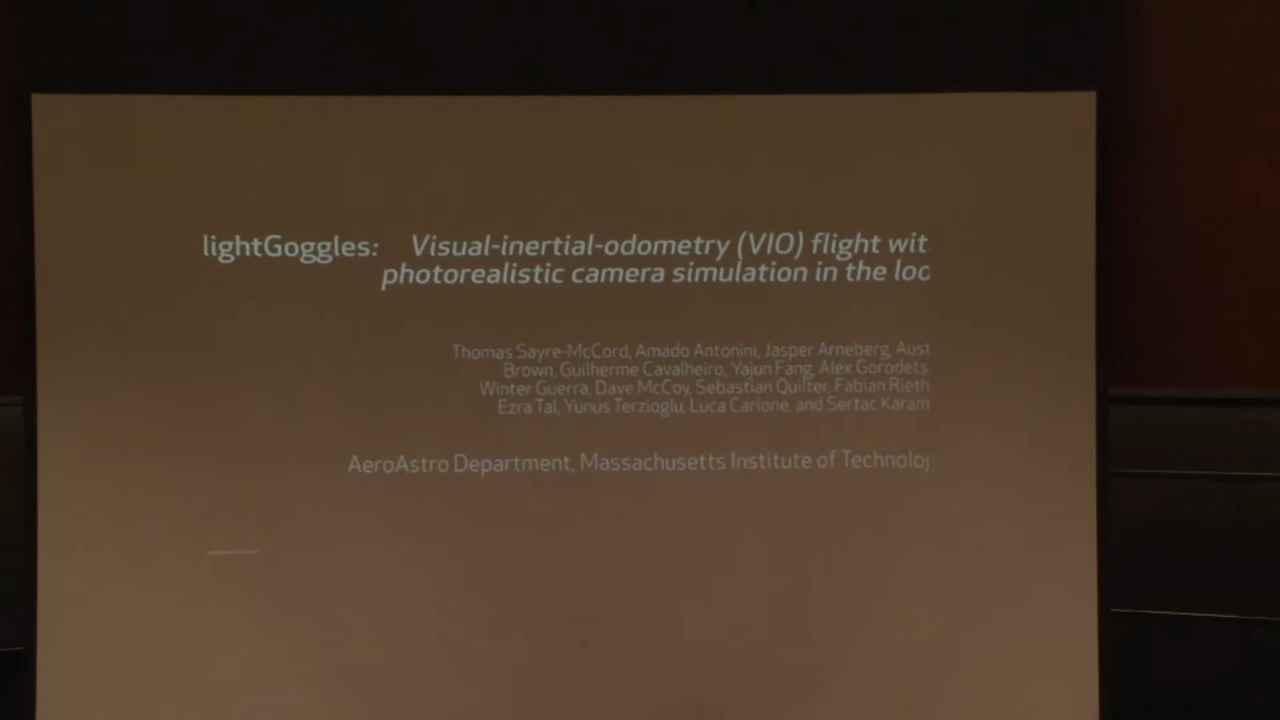 lightGoggles: Visual-inertial-odometry (VIO) flight wit
photorealistic camera simulation in the loo
Thomas Sayre-McCord, Amado Antonini, Jasper Arneberg, Aust
Brown, Guilherme Cavalheiro, Yajun Fang, Alex Gorodets
Winter Guerra, Dave McCoy, Sebastian Quilter, Fabian Rieth
Ezra Tal, Yunus Terzioglu, Luca Carlone, and Sertac Karam
AeroAstro Department, Massachusetts Institute of Technolog